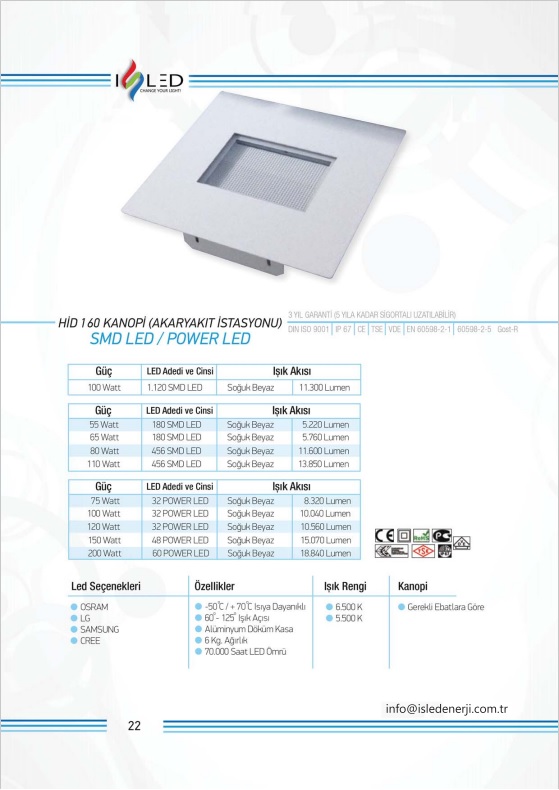 ISLED
CHANGE YOUR LIGHT!
HİD 160 KANOPİ (AKARYAKIT İSTASYONU)
SMD LED / POWER LED
3 YIL GARANTİ (5 YILA KADAR SİGORTALI UZATILABİLİR)
DIN ISO 9001 | IP 67 | CE | TSE | VDE | EN 60598-2-1 | 60598-2-5 Gost-R
Güç LED Adedi ve Cinsi Işık Akısı
100 Watt 1.120 SMD LED Soğuk Beyaz 11.300 Lumen
Güç LED Adedi ve Cinsi Işık Akısı
55 Watt 180 SMD LED Soğuk Beyaz 5.220 Lumen
65 Watt 180 SMD LED Soğuk Beyaz 5.760 Lumen
80 Watt 456 SMD LED Soğuk Beyaz 11.600 Lumen
110 Watt 456 SMD LED Soğuk Beyaz 13.850 Lumen
Güç LED Adedi ve Cinsi Işık Akısı
75 Watt 32 POWER LED Soğuk Beyaz 8.320 Lumen
100 Watt 32 POWER LED Soğuk Beyaz 10.040 Lumen
120 Watt 32 POWER LED Soğuk Beyaz 10.560 Lumen
150 Watt 48 POWER LED Soğuk Beyaz 15.070 Lumen
200 Watt 60 POWER LED Soğuk Beyaz 18.840 Lumen
CE RoHS
TSE
Led Seçenekleri Özellikler Işık Rengi Kanopi
OSRAM
LG
SAMSUNG
CREE
-50°C / + 70°C Isıya Dayanıklı
60°- 125° Işık Açısı
Alüminyum Döküm Kasa
6 Kg. Ağırlık
70.000 Saat LED Ömrü
6.500 K
5.500 K
Gerekli Ebatlara Göre
info@isledenerji.com.tr
22